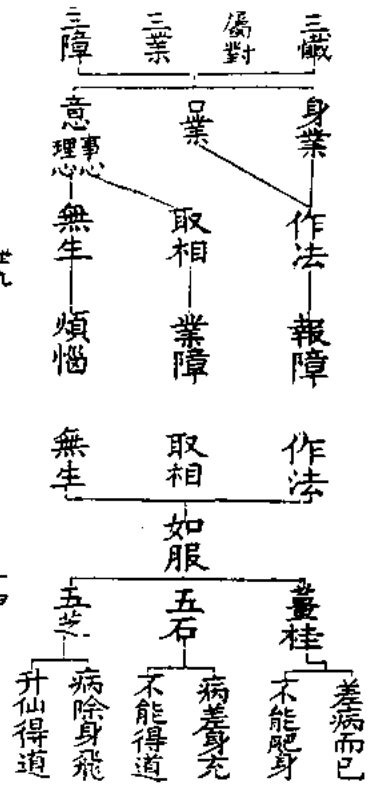 三懺
屬對
三業
三障
身業
口業
意
事心
理心
作法
取相
無生
報障
業障
煩惱
作法
取相
無生
如服
薑桂
五石
五芝
差病而已
不能肥身
病差身充
不能得道
病除身飛
升仙得道